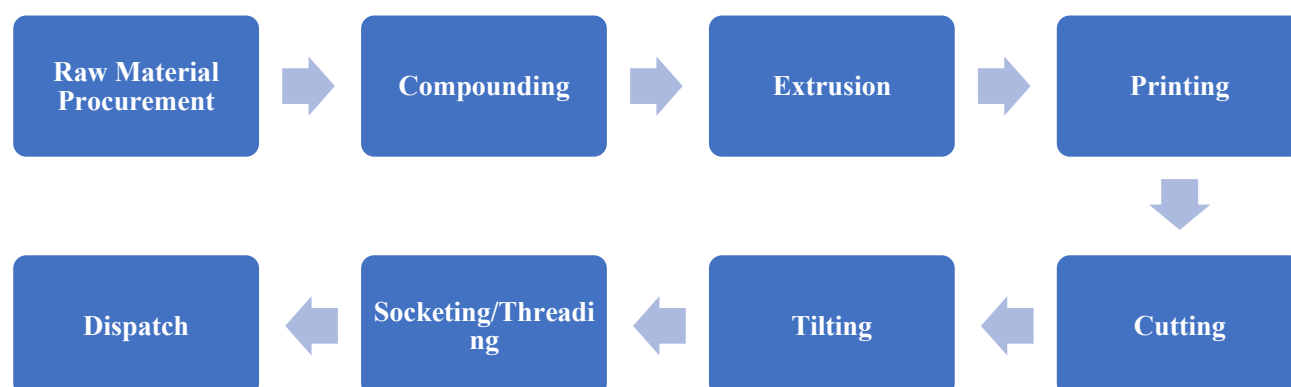 Raw Material
Procurement
Compounding
Extrusion
Printing
Cutting
Tilting
Socketing/Threadi
ng
Dispatch